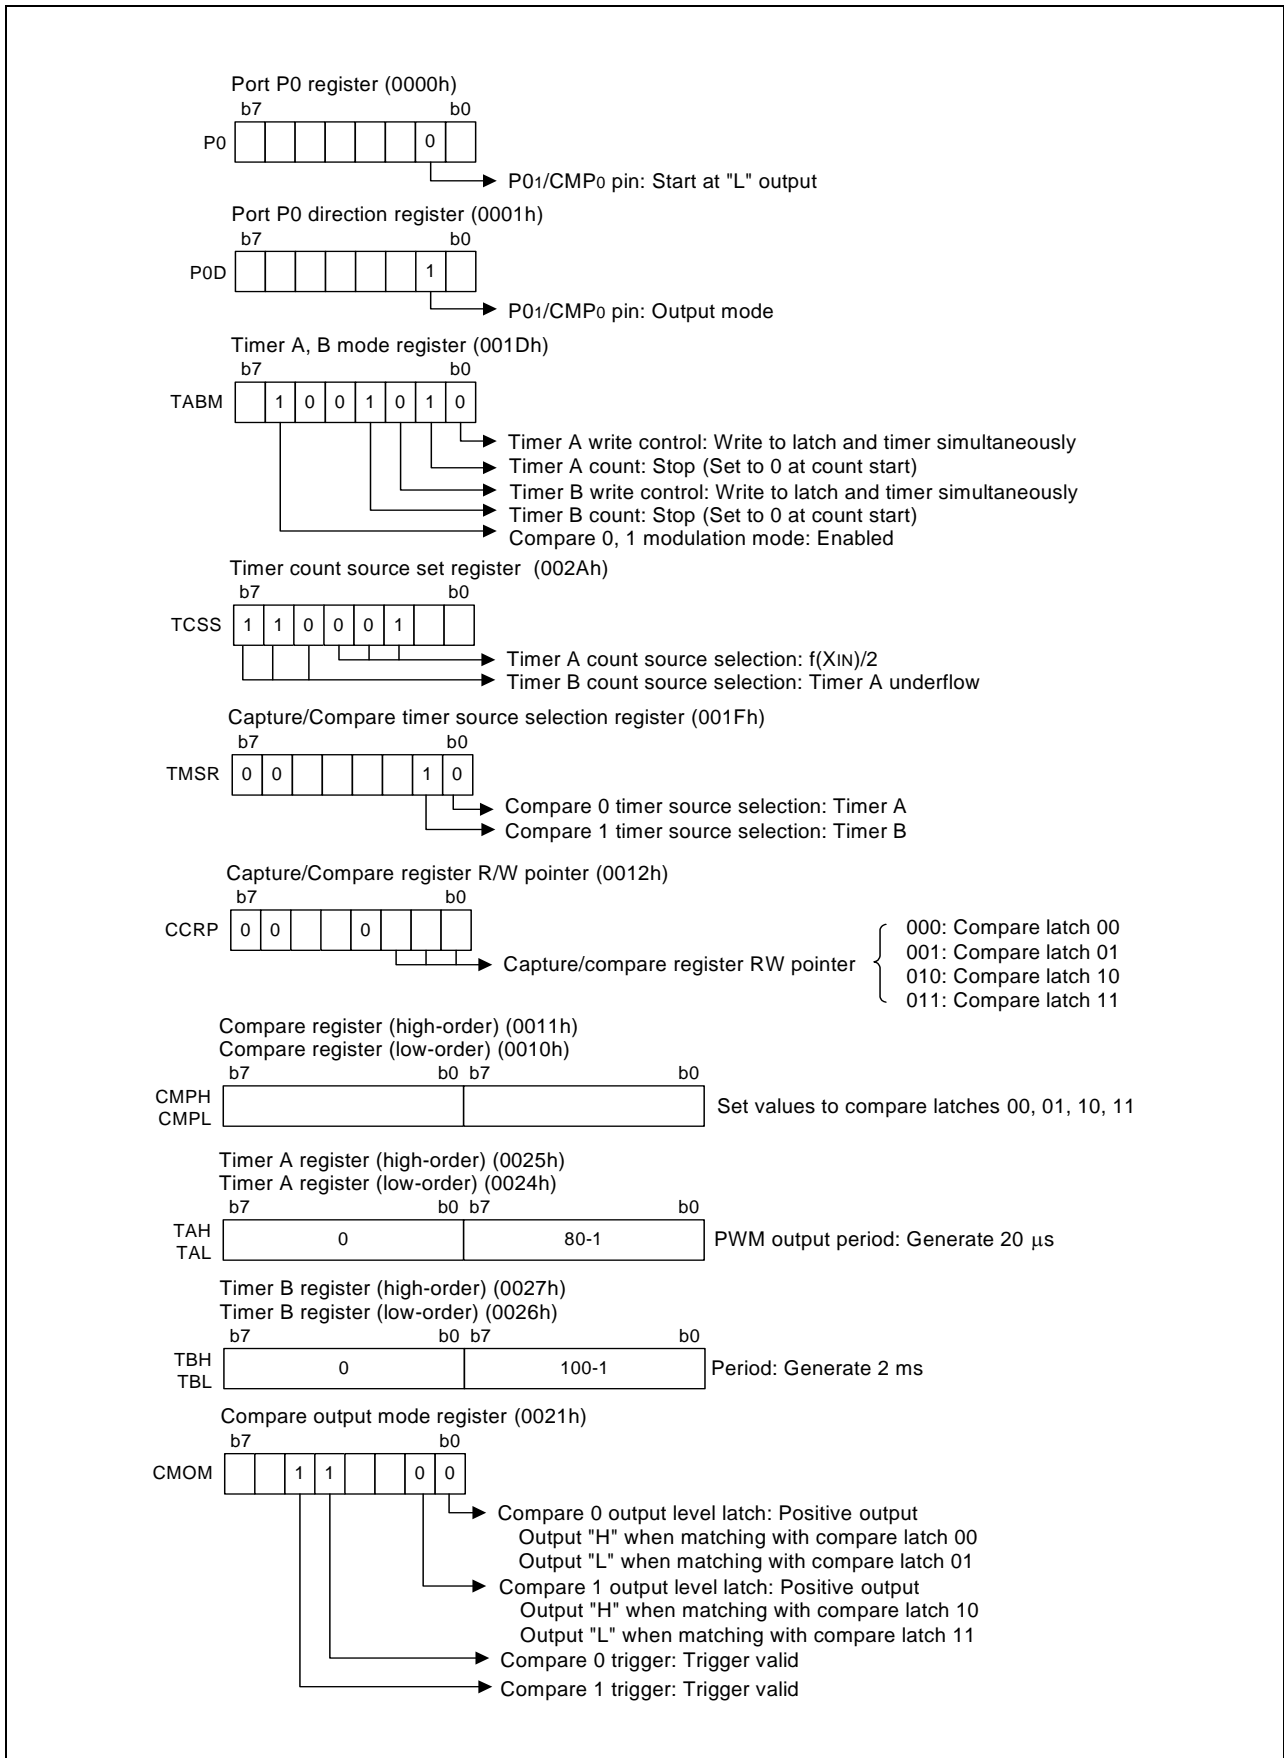 Port P0 register (0000h)
b7 b0
P0 0
P01/CMP0 pin: Start at "L" output
Port P0 direction register (0001h)
b7 b0
P0D 1
P01/CMP0 pin: Output mode
Timer A, B mode register (001Dh)
b7 b0
TABM 1 0 0 1 0 1 0
Timer A write control: Write to latch and timer simultaneously
Timer A count: Stop (Set to 0 at count start)
Timer B write control: Write to latch and timer simultaneously
Timer B count: Stop (Set to 0 at count start)
Compare 0, 1 modulation mode: Enabled
Timer count source set register (002Ah)
b7 b0
TCSS 1 1 0 0 0 1
Timer A count source selection: f(XIN)/2
Timer B count source selection: Timer A underflow
Capture/Compare timer source selection register (001Fh)
b7 b0
TMSR 0 0 1 0
Compare 0 timer source selection: Timer A
Compare 1 timer source selection: Timer B
Capture/Compare register R/W pointer (0012h)
b7 b0
CCRP 0 0 0
Capture/compare register RW pointer
000: Compare latch 00
001: Compare latch 01
010: Compare latch 10
011: Compare latch 11
Compare register (high-order) (0011h)
Compare register (low-order) (0010h)
b7 b0 b7 b0
CMPH
CMPL
Set values to compare latches 00, 01, 10, 11
Timer A register (high-order) (0025h)
Timer A register (low-order) (0024h)
b7 b0 b7 b0
TAH
TAL
0 80-1 PWM output period: Generate 20 μs
Timer B register (high-order) (0027h)
Timer B register (low-order) (0026h)
b7 b0 b7 b0
TBH
TBL
0 100-1 Period: Generate 2 ms
Compare output mode register (0021h)
b7 b0
CMOM 1 1 0 0
Compare 0 output level latch: Positive output
Output "H" when matching with compare latch 00
Output "L" when matching with compare latch 01
Compare 1 output level latch: Positive output
Output "H" when matching with compare latch 10
Output "L" when matching with compare latch 11
Compare 0 trigger: Trigger valid
Compare 1 trigger: Trigger valid